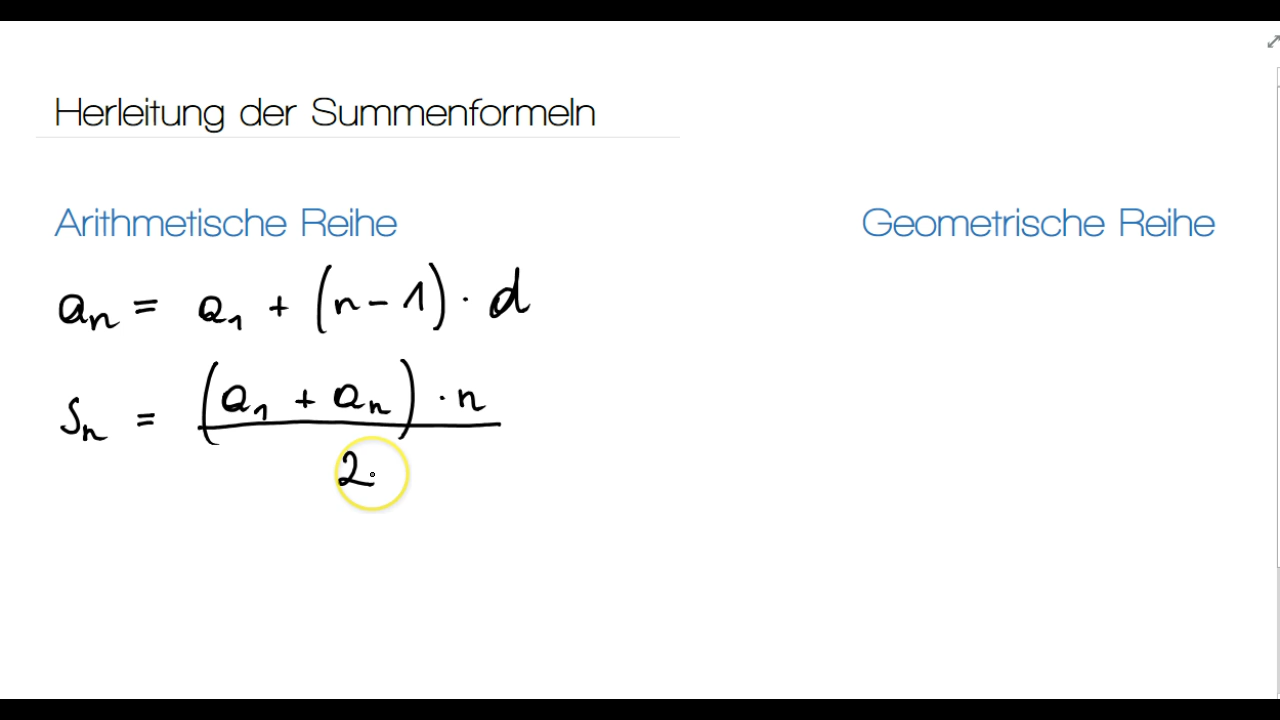 Herleitung der Summenformeln
Arithmetische Reihe
Geometrische Reihe
aₙ = a₁ + (n - 1) · d
sₙ = (a₁ + aₙ) · n
2